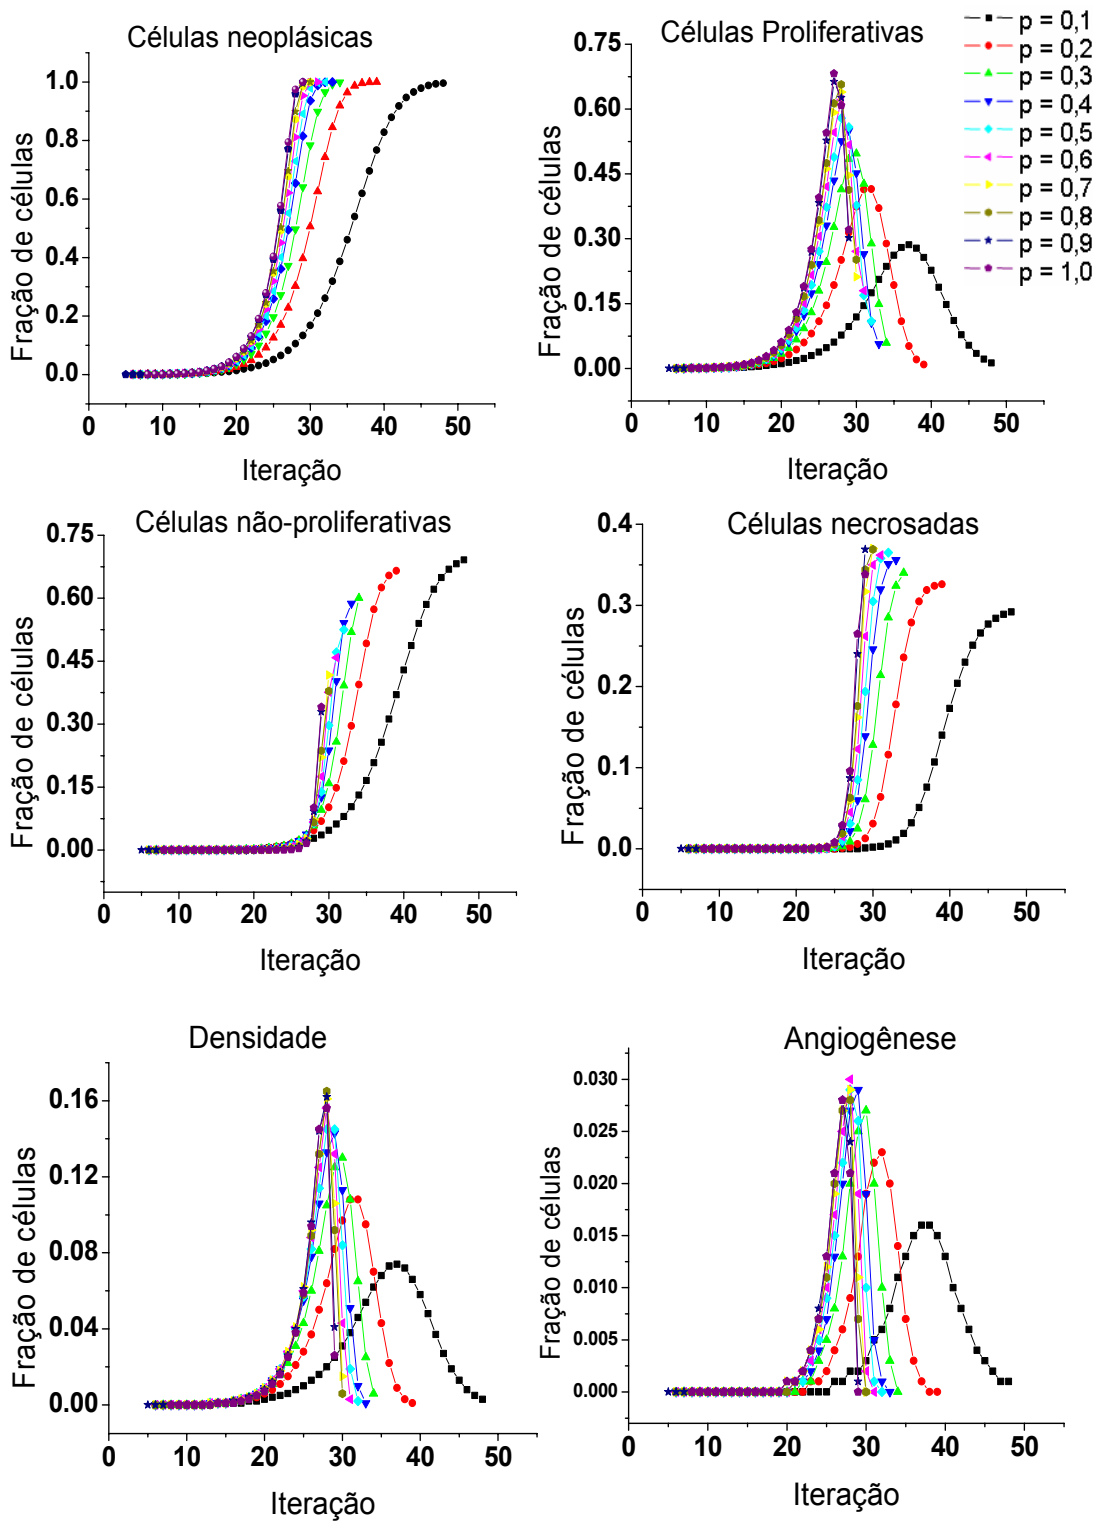 Células neoplásicas
Fração de células
1.0
0.8
0.6
0.4
0.2
0.0
0
10
20
30
40
50
Iteração
Células Proliferativas
Fração de células
0.75
0.60
0.45
0.30
0.15
0.00
0
10
20
30
40
50
Iteração
p = 0,1
p = 0,2
p = 0,3
p = 0,4
p = 0,5
p = 0,6
p = 0,7
p = 0,8
p = 0,9
p = 1,0
Células não-proliferativas
Fração de células
0.75
0.60
0.45
0.30
0.15
0.00
0
10
20
30
40
50
Iteração
Células necrosadas
Fração de células
0.4
0.3
0.2
0.1
0.0
0
10
20
30
40
50
Iteração
Densidade
Fração de células
0.16
0.12
0.08
0.04
0.00
0
10
20
30
40
50
Iteração
Angiogênese
Fração de células
0.030
0.025
0.020
0.015
0.010
0.005
0.000
0
10
20
30
40
50
Iteração